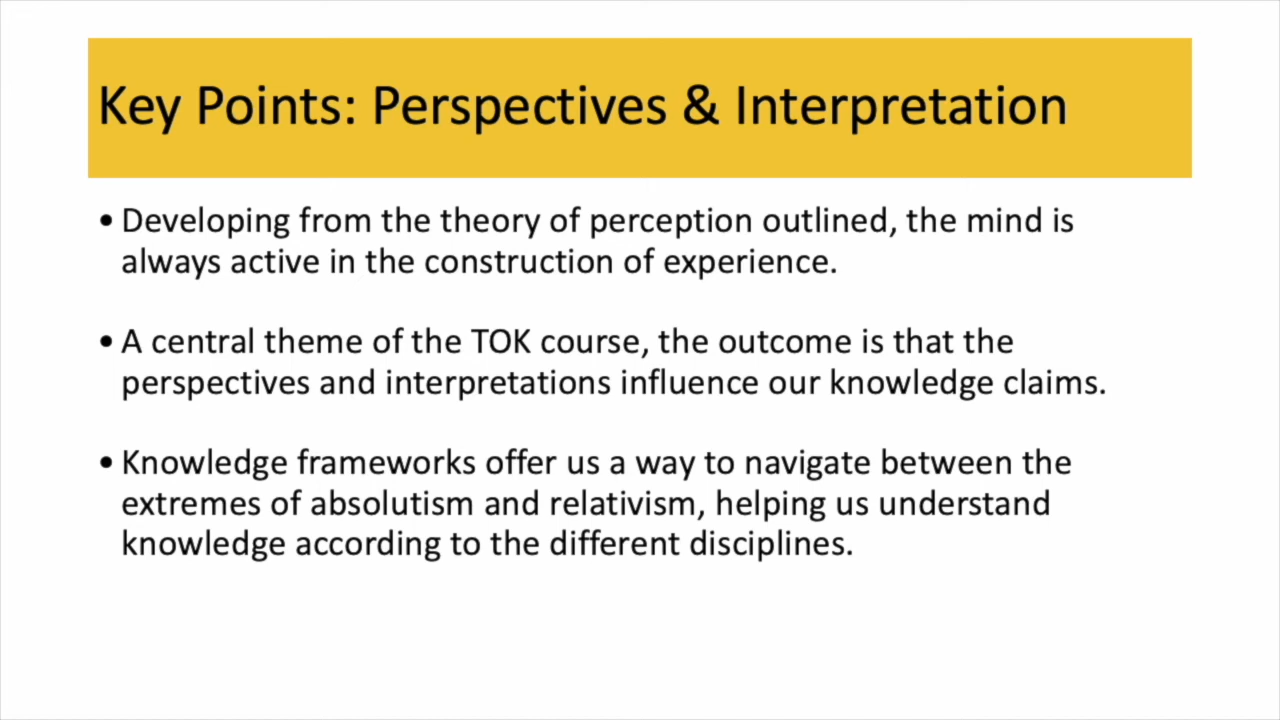 Key Points: Perspectives & Interpretation
• Developing from the theory of perception outlined, the mind is
always active in the construction of experience.
• A central theme of the TOK course, the outcome is that the
perspectives and interpretations influence our knowledge claims.
• Knowledge frameworks offer us a way to navigate between the
extremes of absolutism and relativism, helping us understand
knowledge according to the different disciplines.